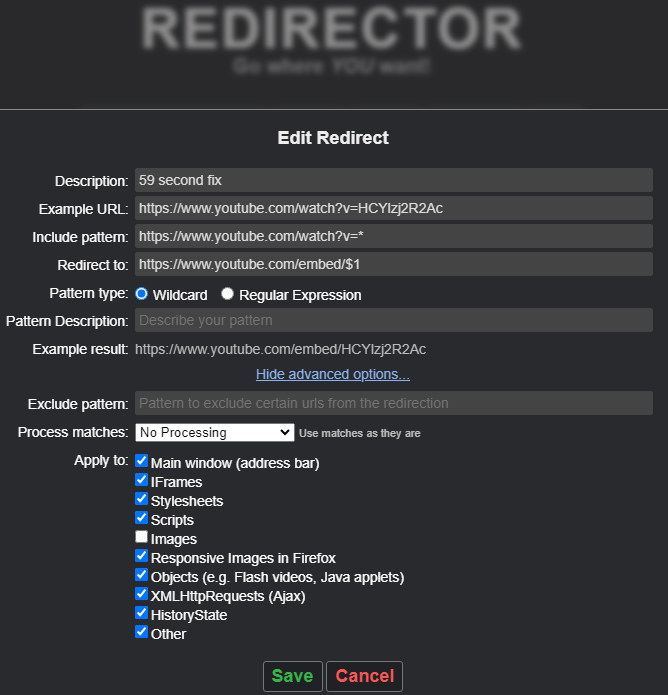 REDIRECTOR
Go where YOU want!
Edit Redirect
Description: 59 second fix
Example URL: https://www.youtube.com/watch?v=HCYlzj2R2Ac
Include pattern: https://www.youtube.com/watch?v=*
Redirect to: https://www.youtube.com/embed/$1
Pattern type: Wildcard Regular Expression
Pattern Description: Describe your pattern
Example result: https://www.youtube.com/embed/HCYlzj2R2Ac
Hide advanced options...
Exclude pattern: Pattern to exclude certain urls from the redirection
Process matches: No Processing Use matches as they are
Apply to: Main window (address bar)
IFrames
Stylesheets
Scripts
Images
Responsive Images in Firefox
Objects (e.g. Flash videos, Java applets)
XMLHttpRequests (Ajax)
HistoryState
Other
Save Cancel